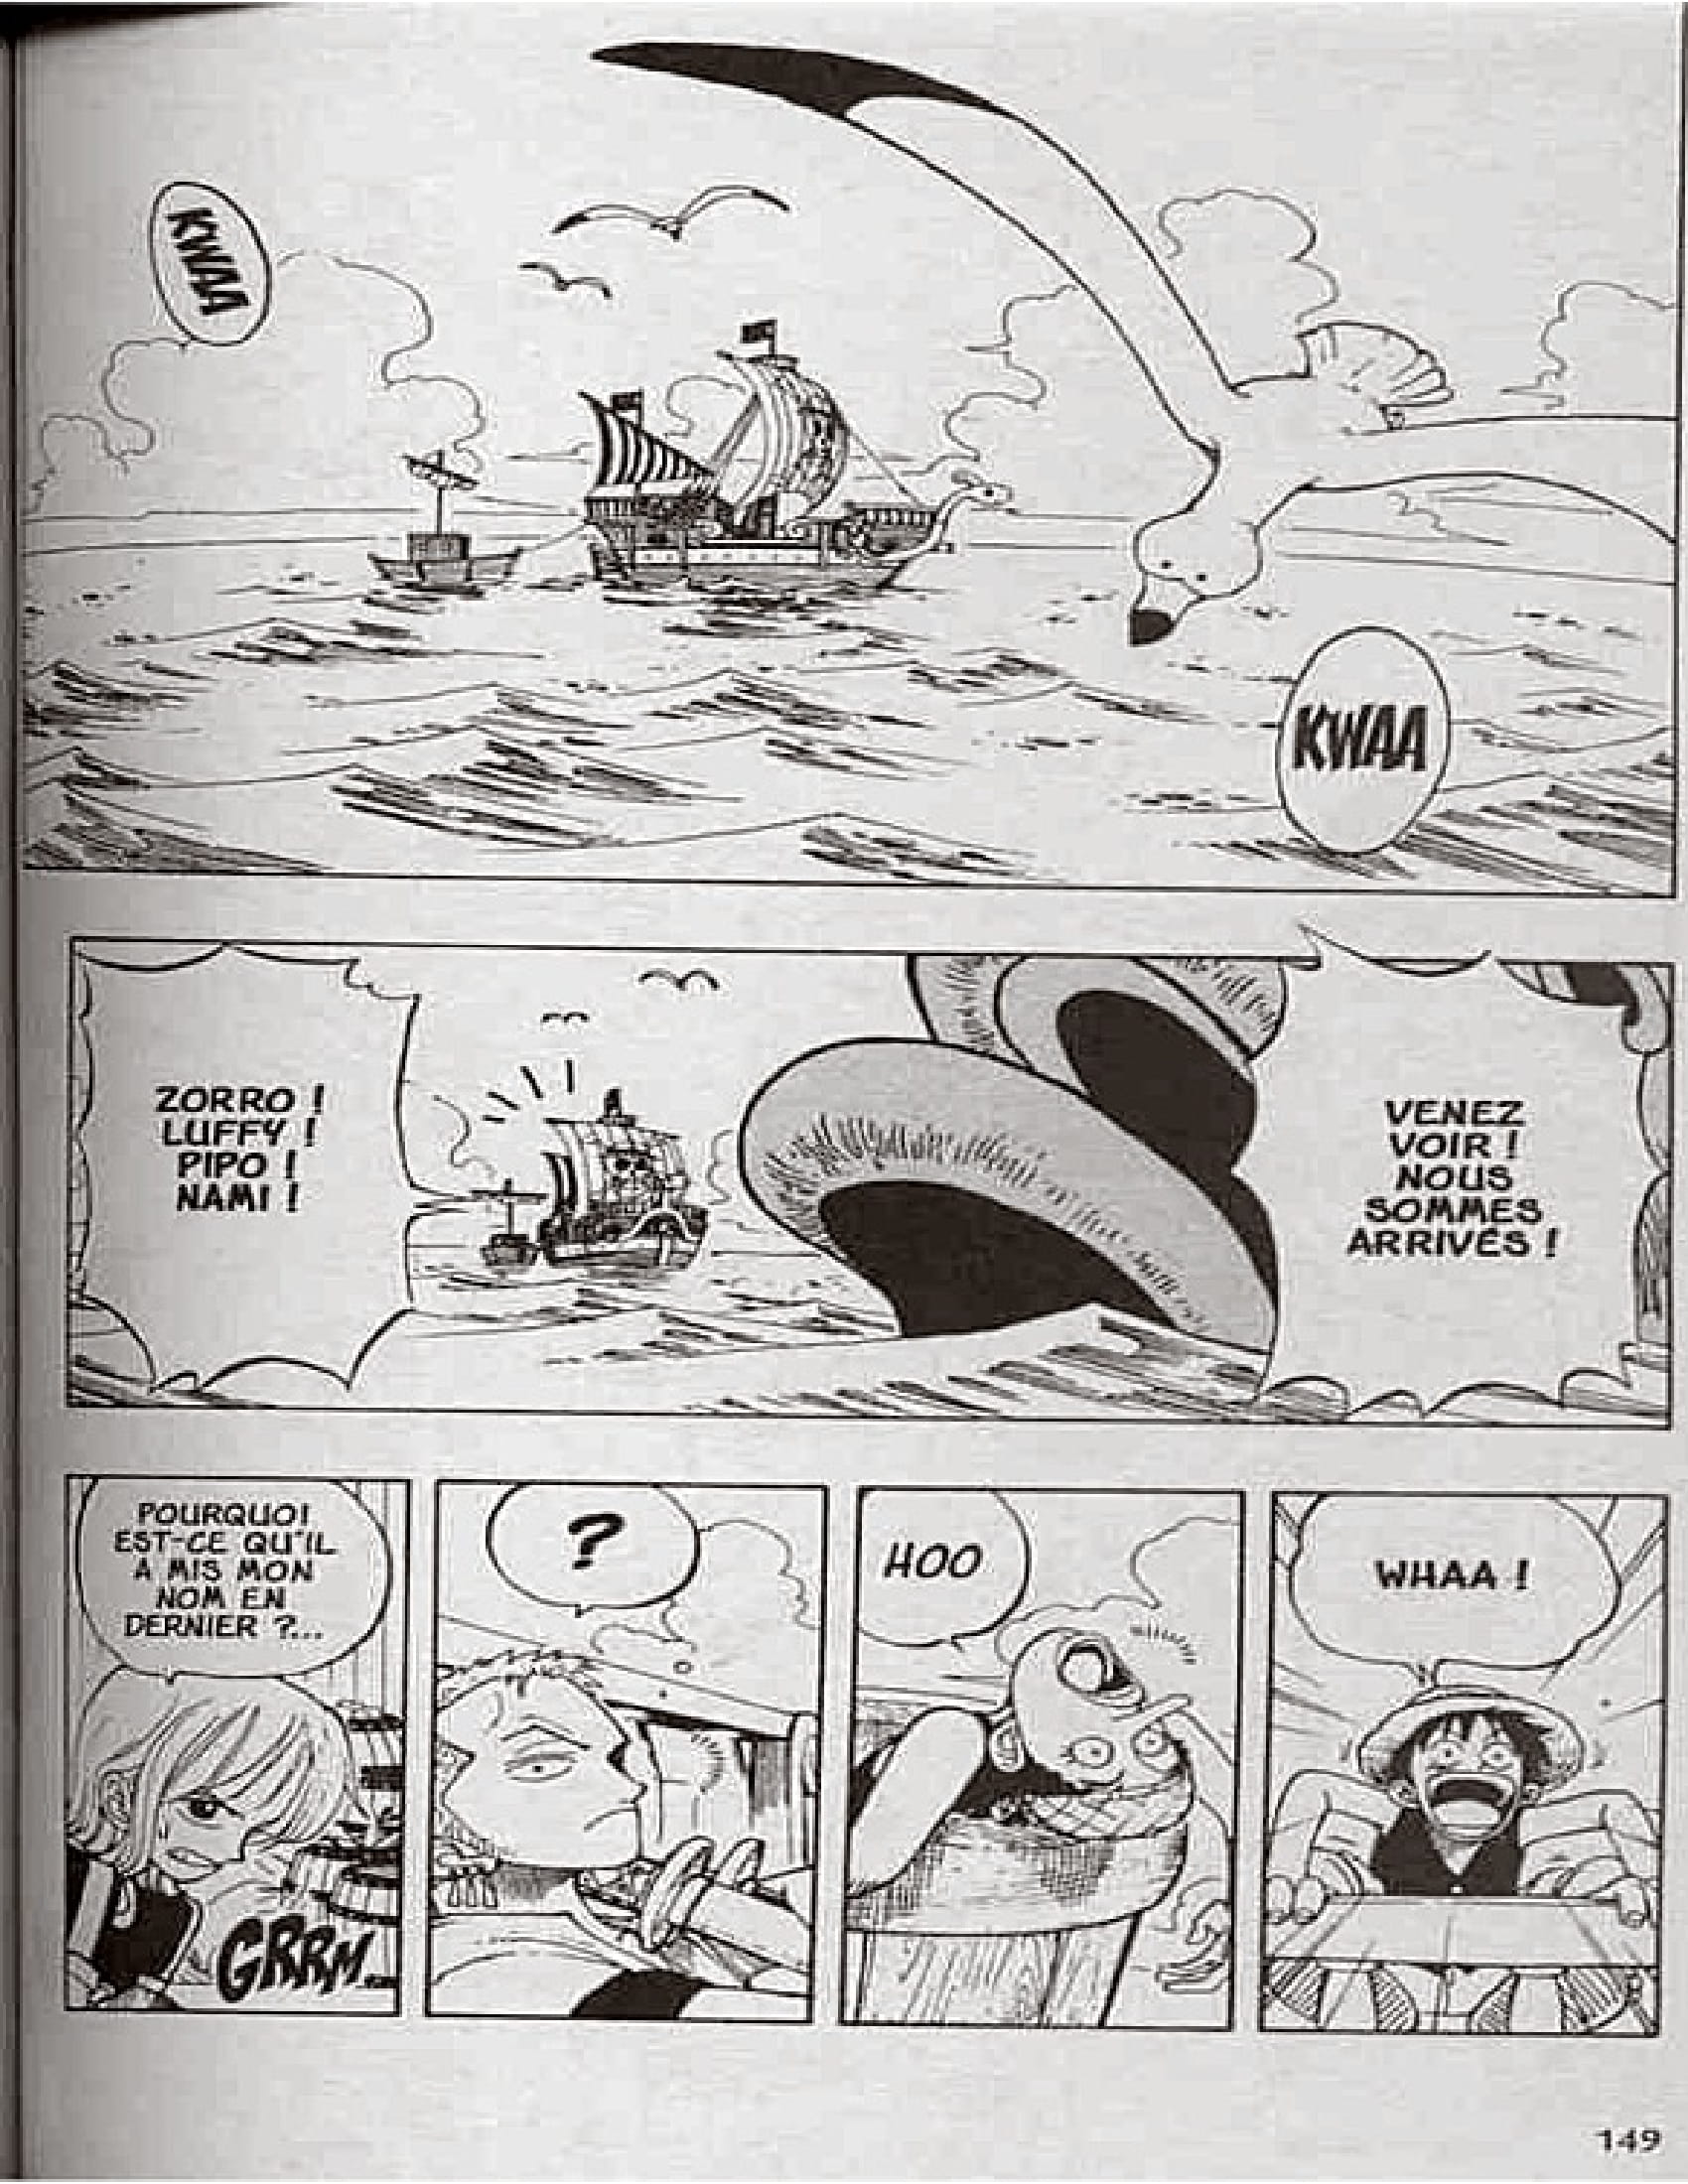 KWAA
KWAA
VENEZ
VOIR !
NOUS
SOMMES
ARRIVÉS !
ZORRO !
LUFFY !
PIPO !
NAMI !
WHAA !
HOO
?
POURQUOI
EST-CE QU'IL
A MIS MON
NOM EN
DERNIER ?...
GRRM...
149